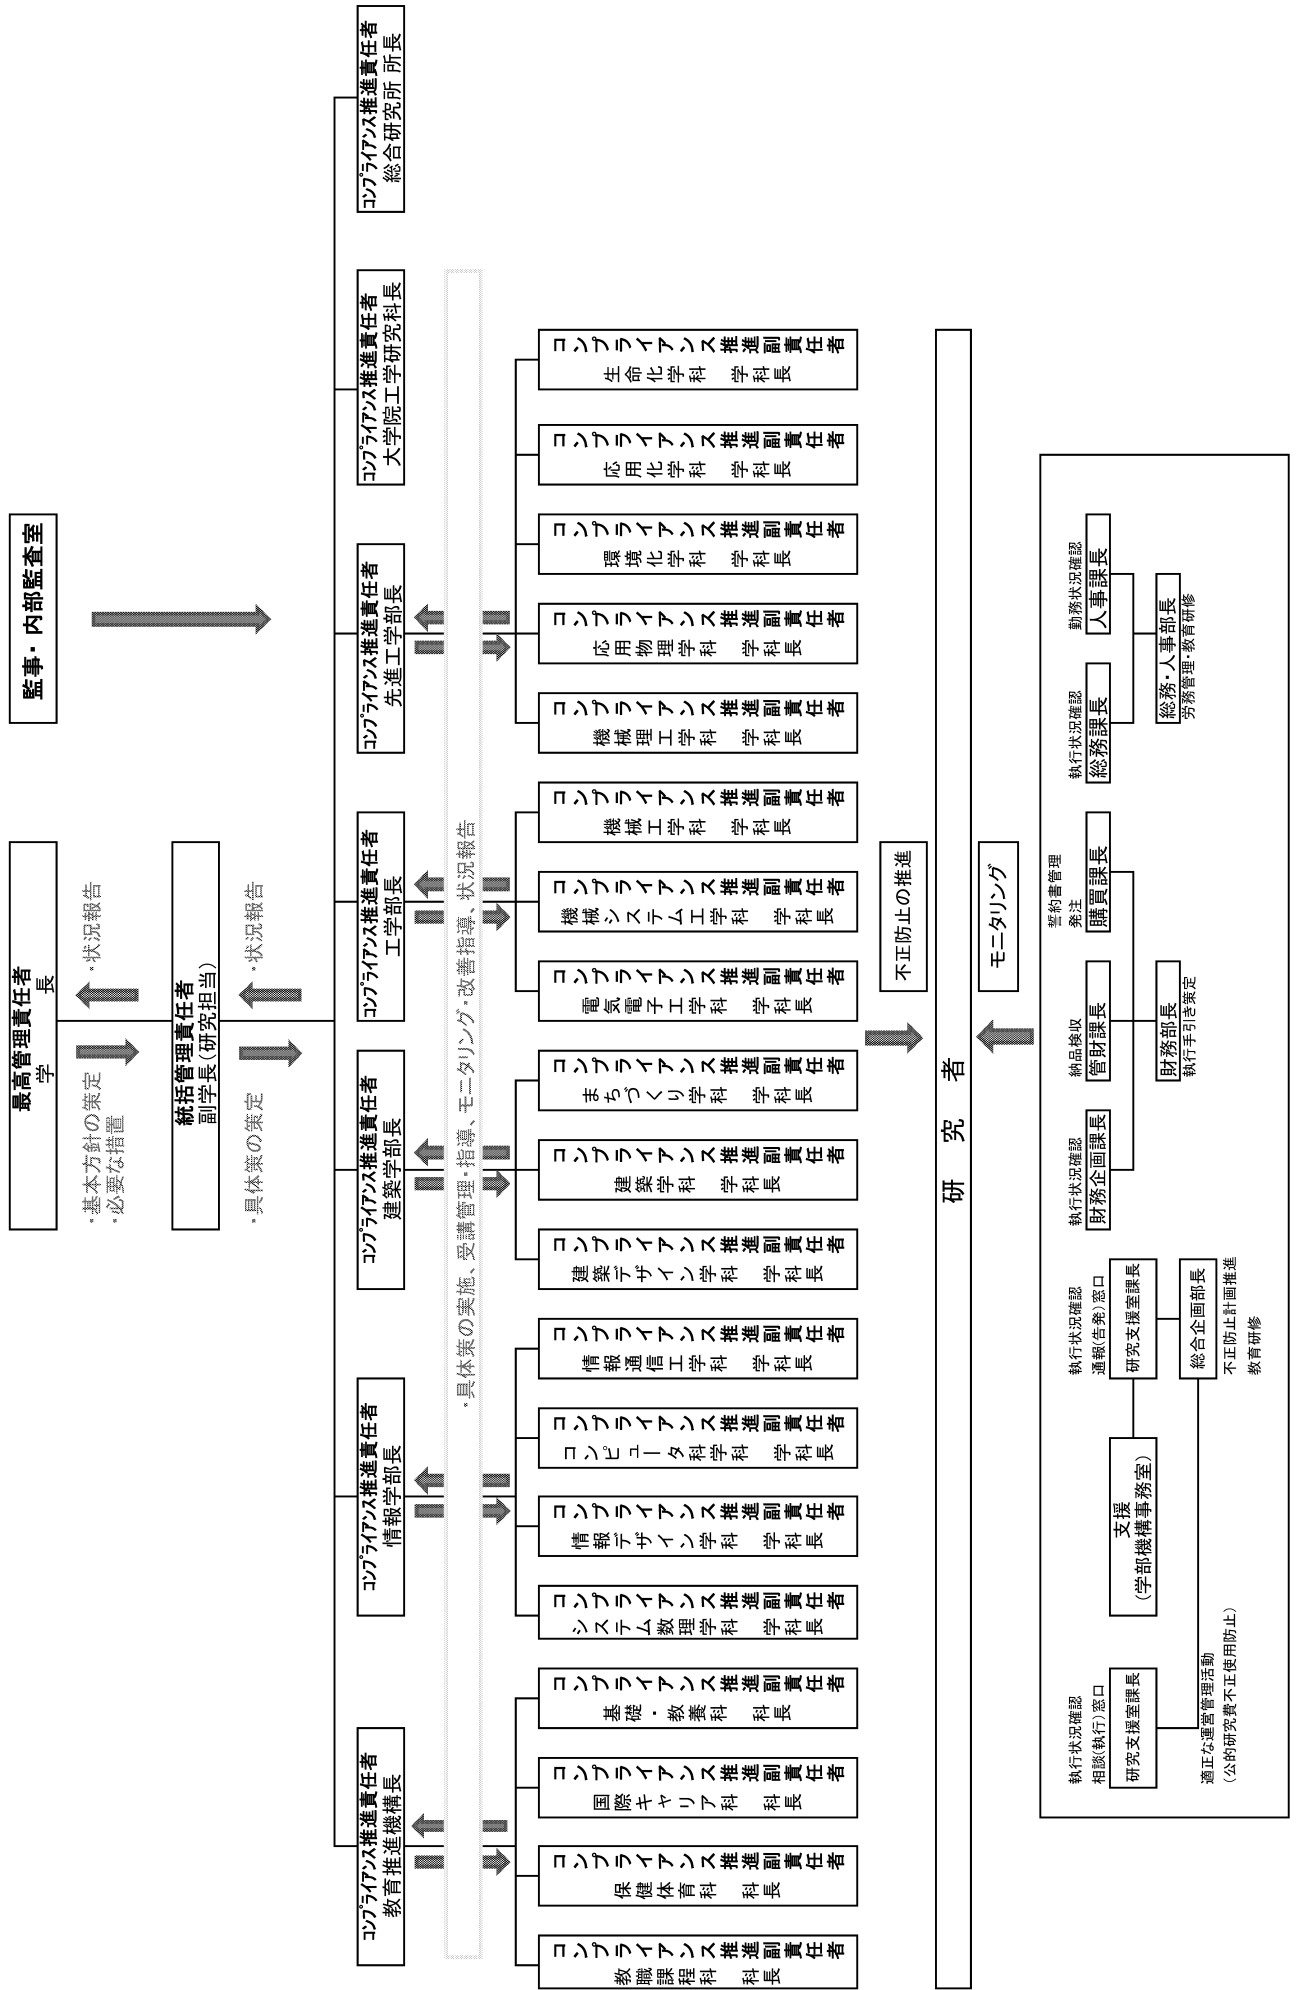 最高管理責任者
学 長
監事・内部監査室
・基本方針の策定
・必要な措置
・状況報告
統括管理責任者
副学長(研究担当)
・具体策の策定
・状況報告
コンプライアンス推進責任者
教育推進機構長
コンプライアンス推進責任者
情報学部長
コンプライアンス推進責任者
建築学部長
コンプライアンス推進責任者
工学部長
コンプライアンス推進責任者
先進工学部長
コンプライアンス推進責任者
大学院工学研究科長
コンプライアンス推進責任者
総合研究所 所長
・具体策の実施、受講管理・指導、モニタリング・改善指導、状況報告
コンプライアンス推進副責任者
教職課程科 科長
コンプライアンス推進副責任者
保健体育科 科長
コンプライアンス推進副責任者
国際キャリア科 科長
コンプライアンス推進副責任者
基礎・教養科 科長
コンプライアンス推進副責任者
システム数理学科 学科長
コンプライアンス推進副責任者
情報デザイン学科 学科長
コンプライアンス推進副責任者
コンピュータ科学科 学科長
コンプライアンス推進副責任者
情報通信工学科 学科長
コンプライアンス推進副責任者
建築デザイン学科 学科長
コンプライアンス推進副責任者
建築学科 学科長
コンプライアンス推進副責任者
まちづくり学科 学科長
コンプライアンス推進副責任者
電気電子工学科 学科長
コンプライアンス推進副責任者
機械システム工学科 学科長
コンプライアンス推進副責任者
機械工学科 学科長
コンプライアンス推進副責任者
機械理工学科 学科長
コンプライアンス推進副責任者
応用物理学科 学科長
コンプライアンス推進副責任者
環境化学科 学科長
コンプライアンス推進副責任者
応用化学科 学科長
コンプライアンス推進副責任者
生命化学科 学科長
不正防止の推進
研 究 者
モニタリング
執行状況確認
相談(執行)窓口
研究支援室課長
適正な運営管理活動
(公的研究費不正使用防止)
支援
(学部機構事務室)
執行状況確認
通報(告発)窓口
研究支援室課長
総合企画部長
不正防止計画推進
教育研修
執行状況確認
財務企画課長
納品検収
管財課長
誓約書管理
発注
購買課長
財務部長
執行手引き策定
執行状況確認
総務課長
勤務状況確認
人事課長
総務・人事部長
労務管理・教育研修